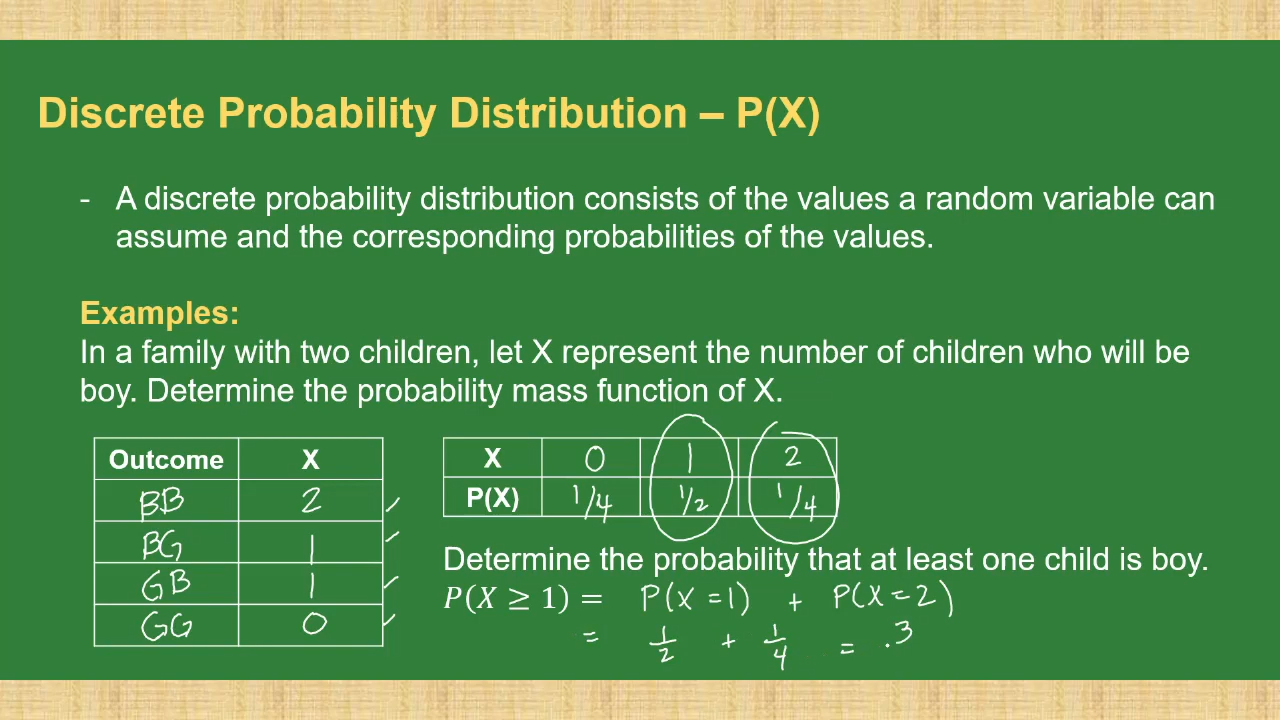 Discrete Probability Distribution – P(X)
- A discrete probability distribution consists of the values a random variable can
assume and the corresponding probabilities of the values.
Examples:
In a family with two children, let X represent the number of children who will be
boy. Determine the probability mass function of X.
Outcome X
BB 2
BG 1
GB 1
GG 0
X 0 1 2
P(X) 1/4 1/2 1/4
Determine the probability that at least one child is boy.
P(X ≥ 1) = P(X = 1) + P(X = 2)
= 1/2 + 1/4 = .3